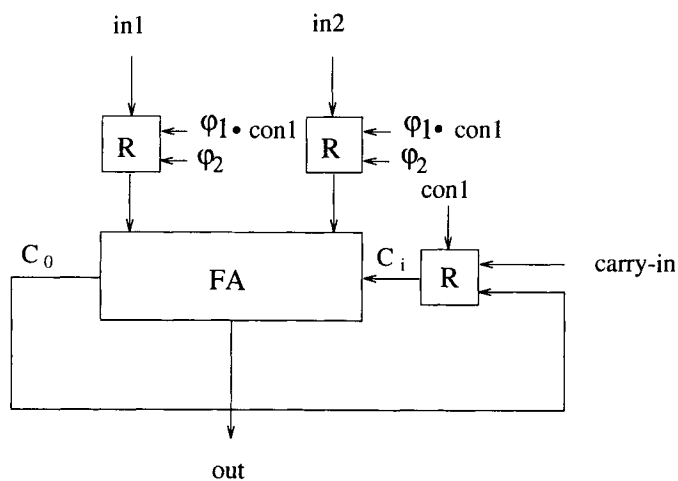 in1
in2
R
φ1 • con1
φ2
R
φ1 • con1
φ2
con1
C0
FA
Ci
R
carry-in
out